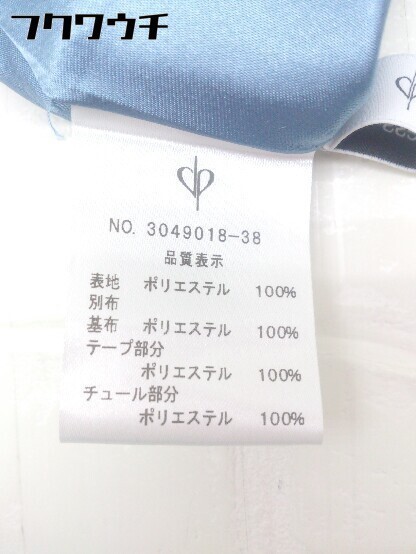 フクワウチ
NO. 3049018-38
品質表示
表地 ポリエステル 100%
別布
基布 ポリエステル 100%
テープ部分
ポリエステル 100%
チュール部分
ポリエステル 100%